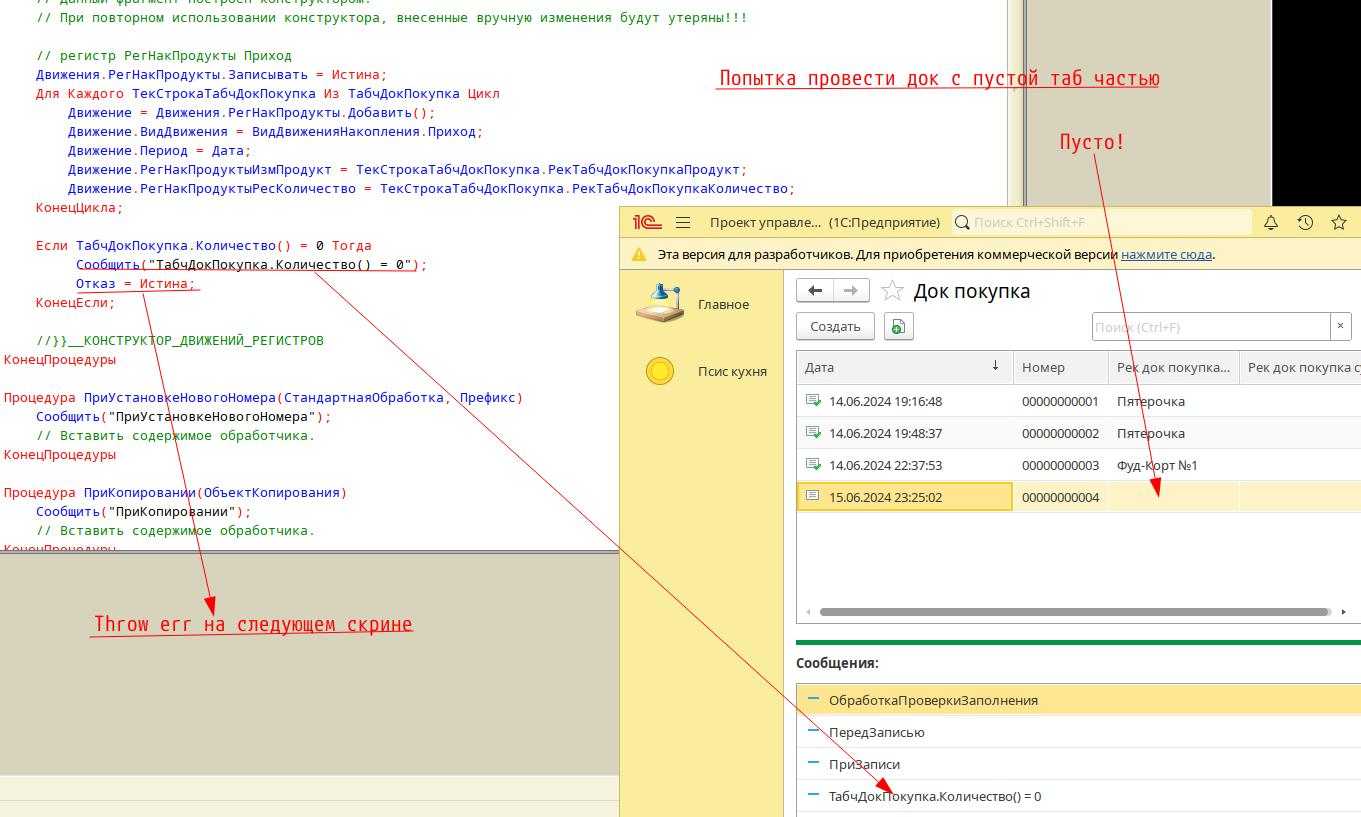 // Данный фрагмент построен конструктором.
// При повторном использовании конструктора, внесенные вручную изменения будут утеряны!!!
// регистр РегНакПродукты Приход
Движения.РегНакПродукты.Записывать = Истина;
Для Каждого ТекСтрокаТабчДокПокупка Из ТабчДокПокупка Цикл
Движение = Движения.РегНакПродукты.Добавить();
Движение.ВидДвижения = ВидДвиженияНакопления.Приход;
Движение.Период = Дата;
Движение.РегНакПродуктыИзмПродукт = ТекСтрокаТабчДокПокупка.РекТабчДокПокупкаПродукт;
Движение.РегНакПродуктыРесКоличество = ТекСтрокаТабчДокПокупка.РекТабчДокПокупкаКоличество;
КонецЦикла;
Если ТабчДокПокупка.Количество() = 0 Тогда
Сообщить("ТабчДокПокупка.Количество() = 0");
Отказ = Истина;
КонецЕсли;
//}}__КОНСТРУКТОР_ДВИЖЕНИЙ_РЕГИСТРОВ
КонецПроцедуры
Процедура ПриУстановкеНовогоНомера(СтандартнаяОбработка, Префикс)
Сообщить("ПриУстановкеНовогоНомера");
// Вставить содержимое обработчика.
КонецПроцедуры
Процедура ПриКопировании(ОбъектКопирования)
Сообщить("ПриКопировании");
// Вставить содержимое обработчика.
КонецПроцедуры
Throw err на следующем скрине
Попытка провести док с пустой таб частью
Пусто!
1С Проект управле... (1С:Предприятие) Поиск Ctrl+Shift+F
Эта версия для разработчиков. Для приобретения коммерческой версии нажмите сюда.
Главное
Псис кухня
Док покупка
Создать Поиск (Ctrl+F) ×
Дата ↓ Номер Рек док покупка... Рек док покупка с
14.06.2024 19:16:48 00000000001 Пятерочка
14.06.2024 19:48:37 00000000002 Пятерочка
14.06.2024 22:37:53 00000000003 Фуд-Корт №1
15.06.2024 23:25:02 00000000004
Сообщения:
ОбработкаПроверкиЗаполнения
ПередЗаписью
ПриЗаписи
ТабчДокПокупка.Количество() = 0